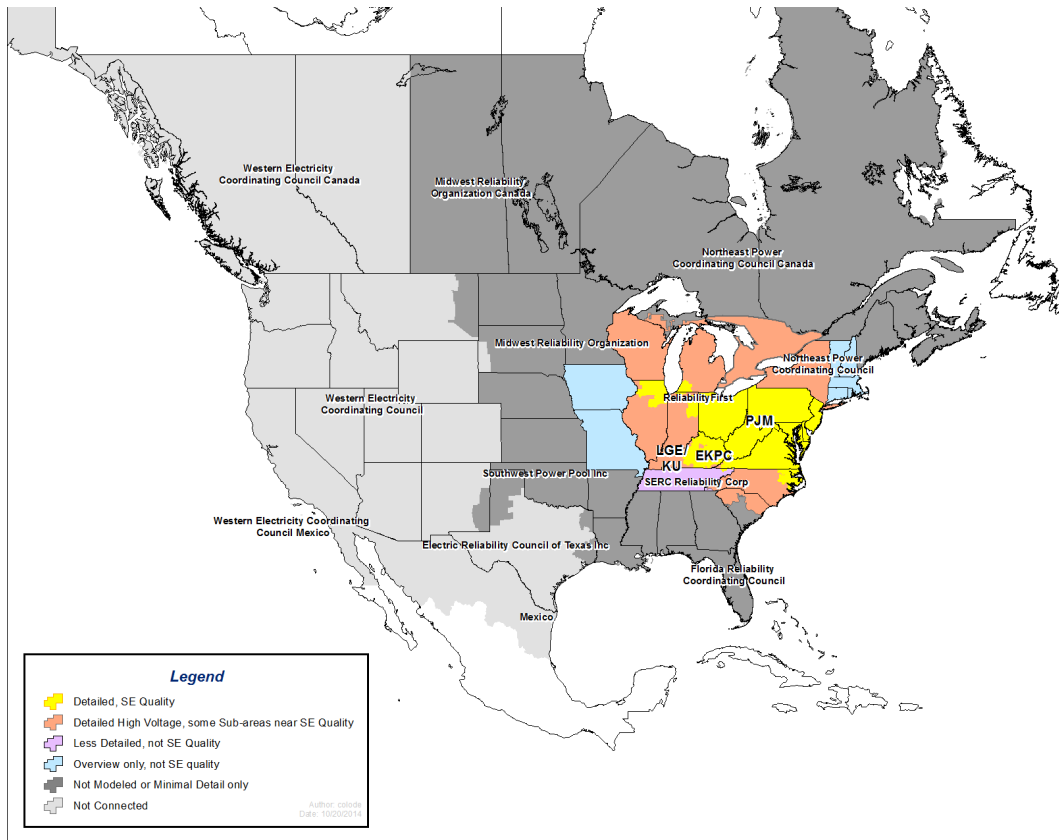 Western Electricity
Coordinating Council Canada
Midwest Reliability
Organization Canada
Northeast Power
Coordinating Council Canada
Midwest Reliability Organization
Northeast Power
Coordinating Council
Western Electricity
Coordinating Council
ReliabilityFirst
PJM
LGE/
KU
EKPC
Southwest Power Pool Inc
SERC Reliability Corp
Western Electricity Coordinating
Council Mexico
Electric Reliability Council of Texas Inc
Florida Reliability
Coordinating Council
Mexico
Legend
Detailed, SE Quality
Detailed High Voltage, some Sub-areas near SE Quality
Less Detailed, not SE Quality
Overview only, not SE quality
Not Modeled or Minimal Detail only
Not Connected
Author: colode
Date: 10/20/2014